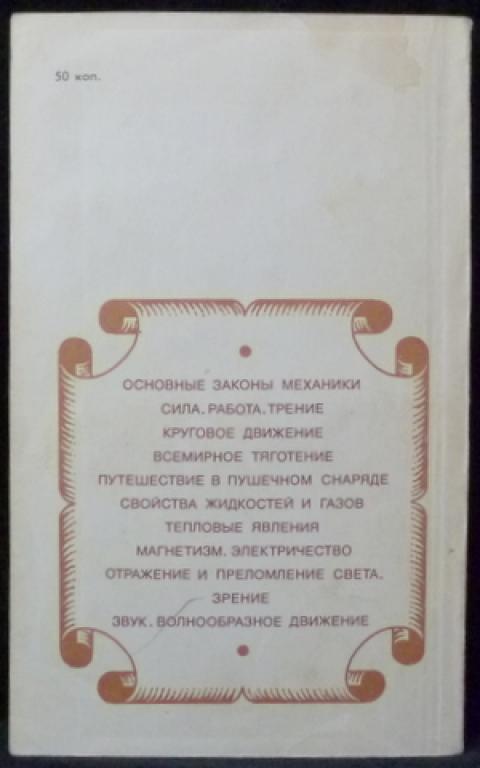 50 коп.
ОСНОВНЫЕ ЗАКОНЫ МЕХАНИКИ
СИЛА. РАБОТА. ТРЕНИЕ
КРУГОВОЕ ДВИЖЕНИЕ
ВСЕМИРНОЕ ТЯГОТЕНИЕ
ПУТЕШЕСТВИЕ В ПУШЕЧНОМ СНАРЯДЕ
СВОЙСТВА ЖИДКОСТЕЙ И ГАЗОВ
ТЕПЛОВЫЕ ЯВЛЕНИЯ
МАГНЕТИЗМ. ЭЛЕКТРИЧЕСТВО
ОТРАЖЕНИЕ И ПРЕЛОМЛЕНИЕ СВЕТА.
ЗРЕНИЕ
ЗВУК. ВОЛНООБРАЗНОЕ ДВИЖЕНИЕ